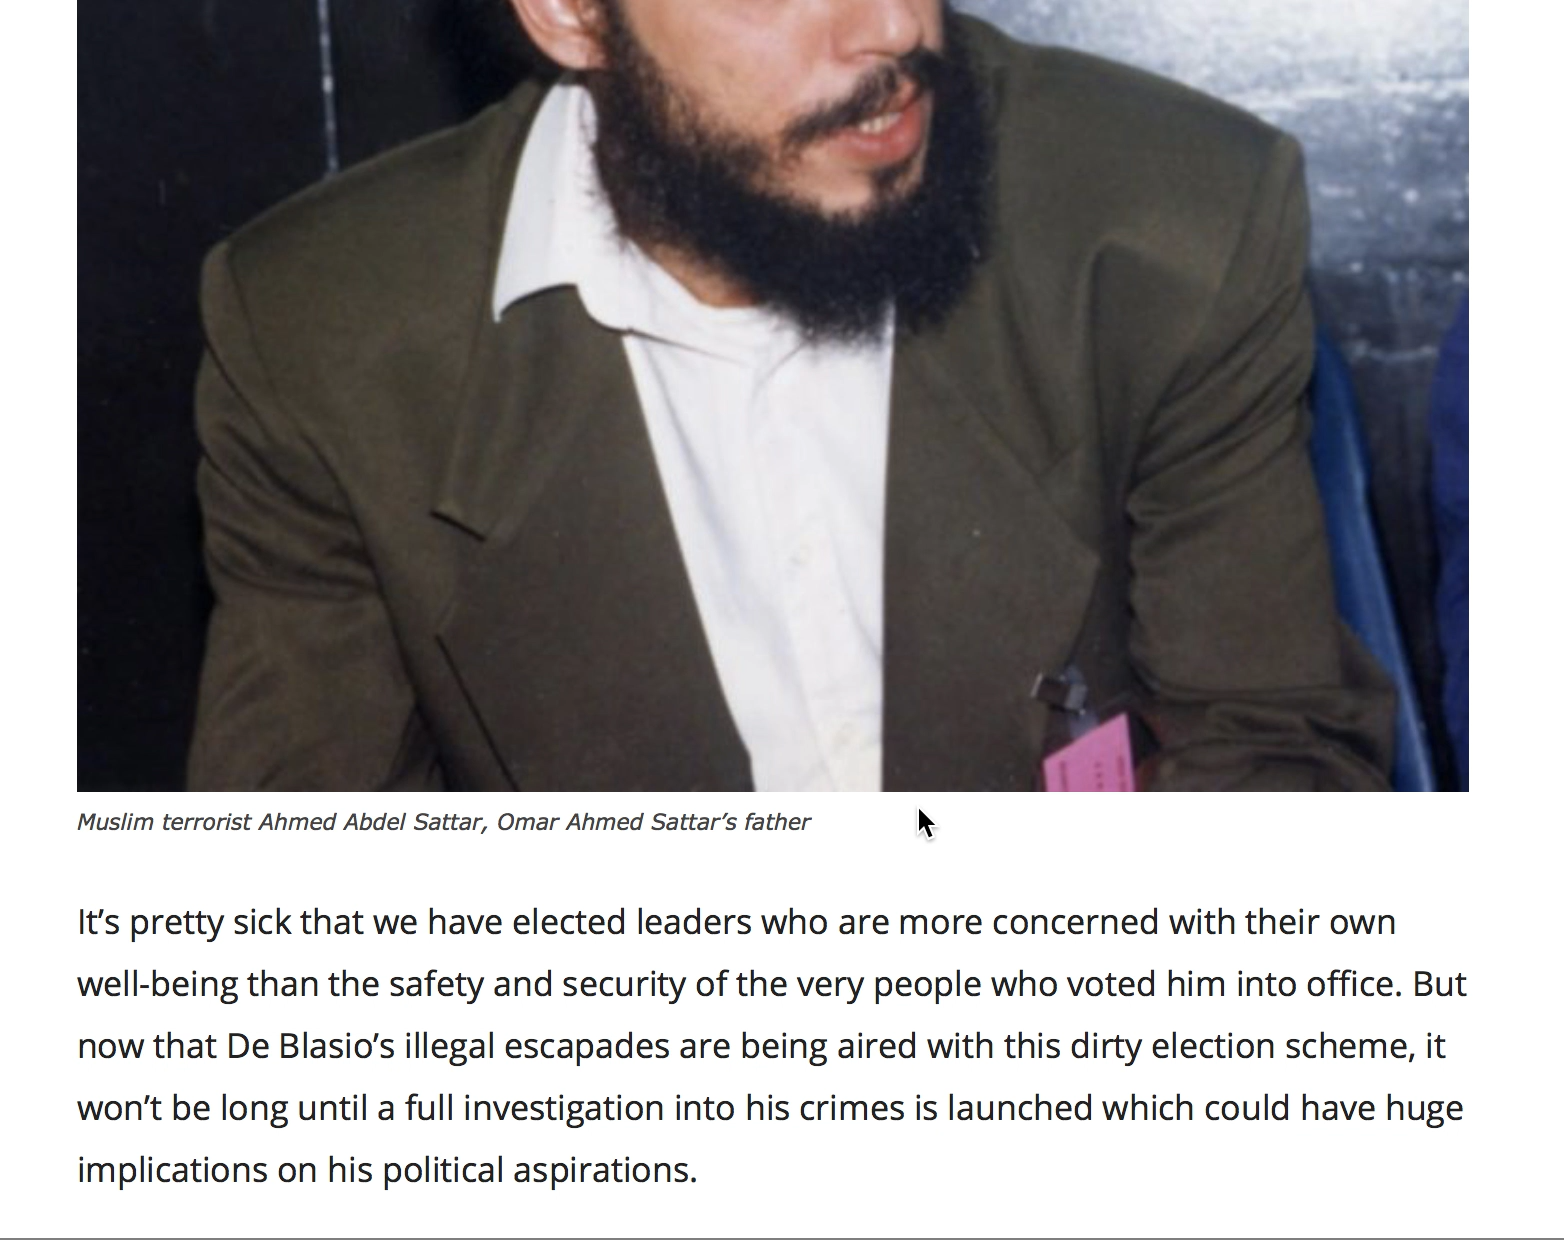 Muslim terrorist Ahmed Abdel Sattar, Omar Ahmed Sattar’s father
It’s pretty sick that we have elected leaders who are more concerned with their own
well-being than the safety and security of the very people who voted him into office. But
now that De Blasio’s illegal escapades are being aired with this dirty election scheme, it
won’t be long until a full investigation into his crimes is launched which could have huge
implications on his political aspirations.